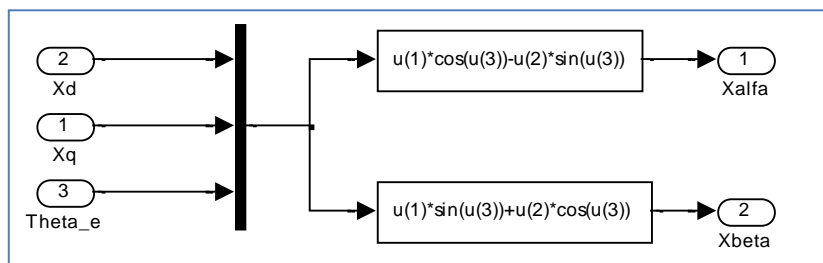 2
Xd
1
Xq
3
Theta_e
u(1)*cos(u(3))-u(2)*sin(u(3))
u(1)*sin(u(3))+u(2)*cos(u(3))
1
Xalfa
2
Xbeta